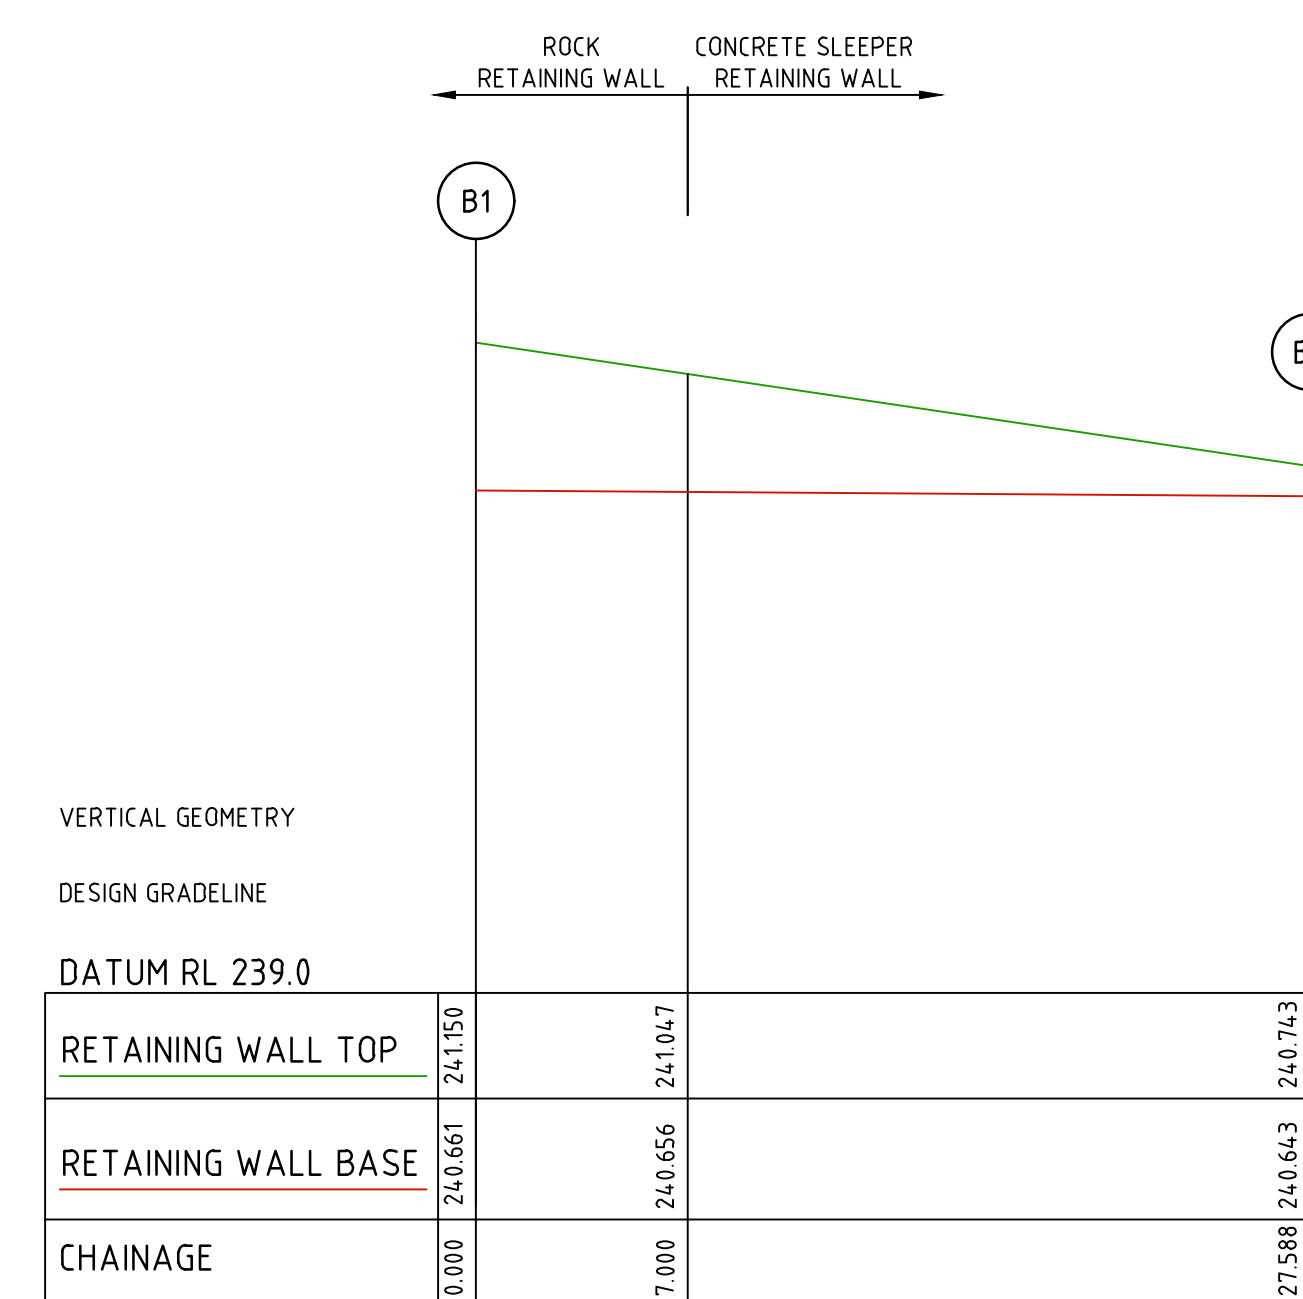 ROCK
RETAINING WALL
CONCRETE SLEEPER
RETAINING WALL
B1
VERTICAL GEOMETRY
DESIGN GRADELINE
DATUM RL 239.0
RETAINING WALL TOP
241.150
241.047
240.743
RETAINING WALL BASE
240.661
240.656
240.643
CHAINAGE
0.000
7.000
27.588